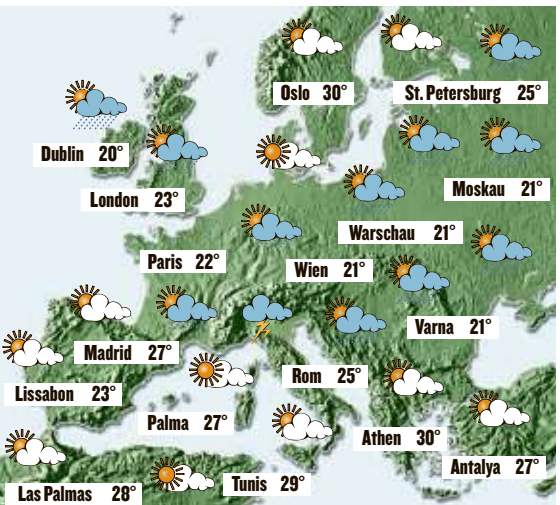 Oslo 30°
St. Petersburg 25°
Dublin 20°
London 23°
Moskau 21°
Warschau 21°
Paris 22°
Wien 21°
Varna 21°
Madrid 27°
Rom 25°
Lissabon 23°
Palma 27°
Athen 30°
Antalya 27°
Las Palmas 28°
Tunis 29°